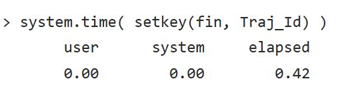 > system.time( setkey(fin, Traj_Id) )
user system elapsed
0.00 0.00 0.42